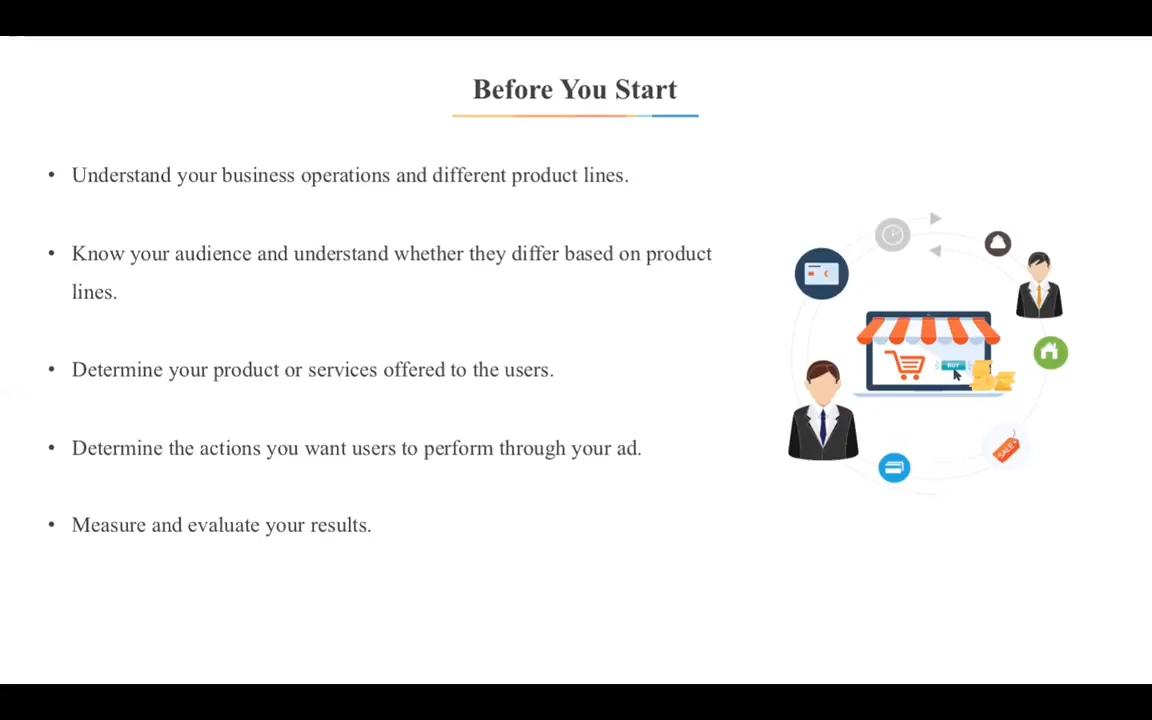 Before You Start
• Understand your business operations and different product lines.
• Know your audience and understand whether they differ based on product
lines.
• Determine your product or services offered to the users.
BUY
• Determine the actions you want users to perform through your ad.
SALE
• Measure and evaluate your results.